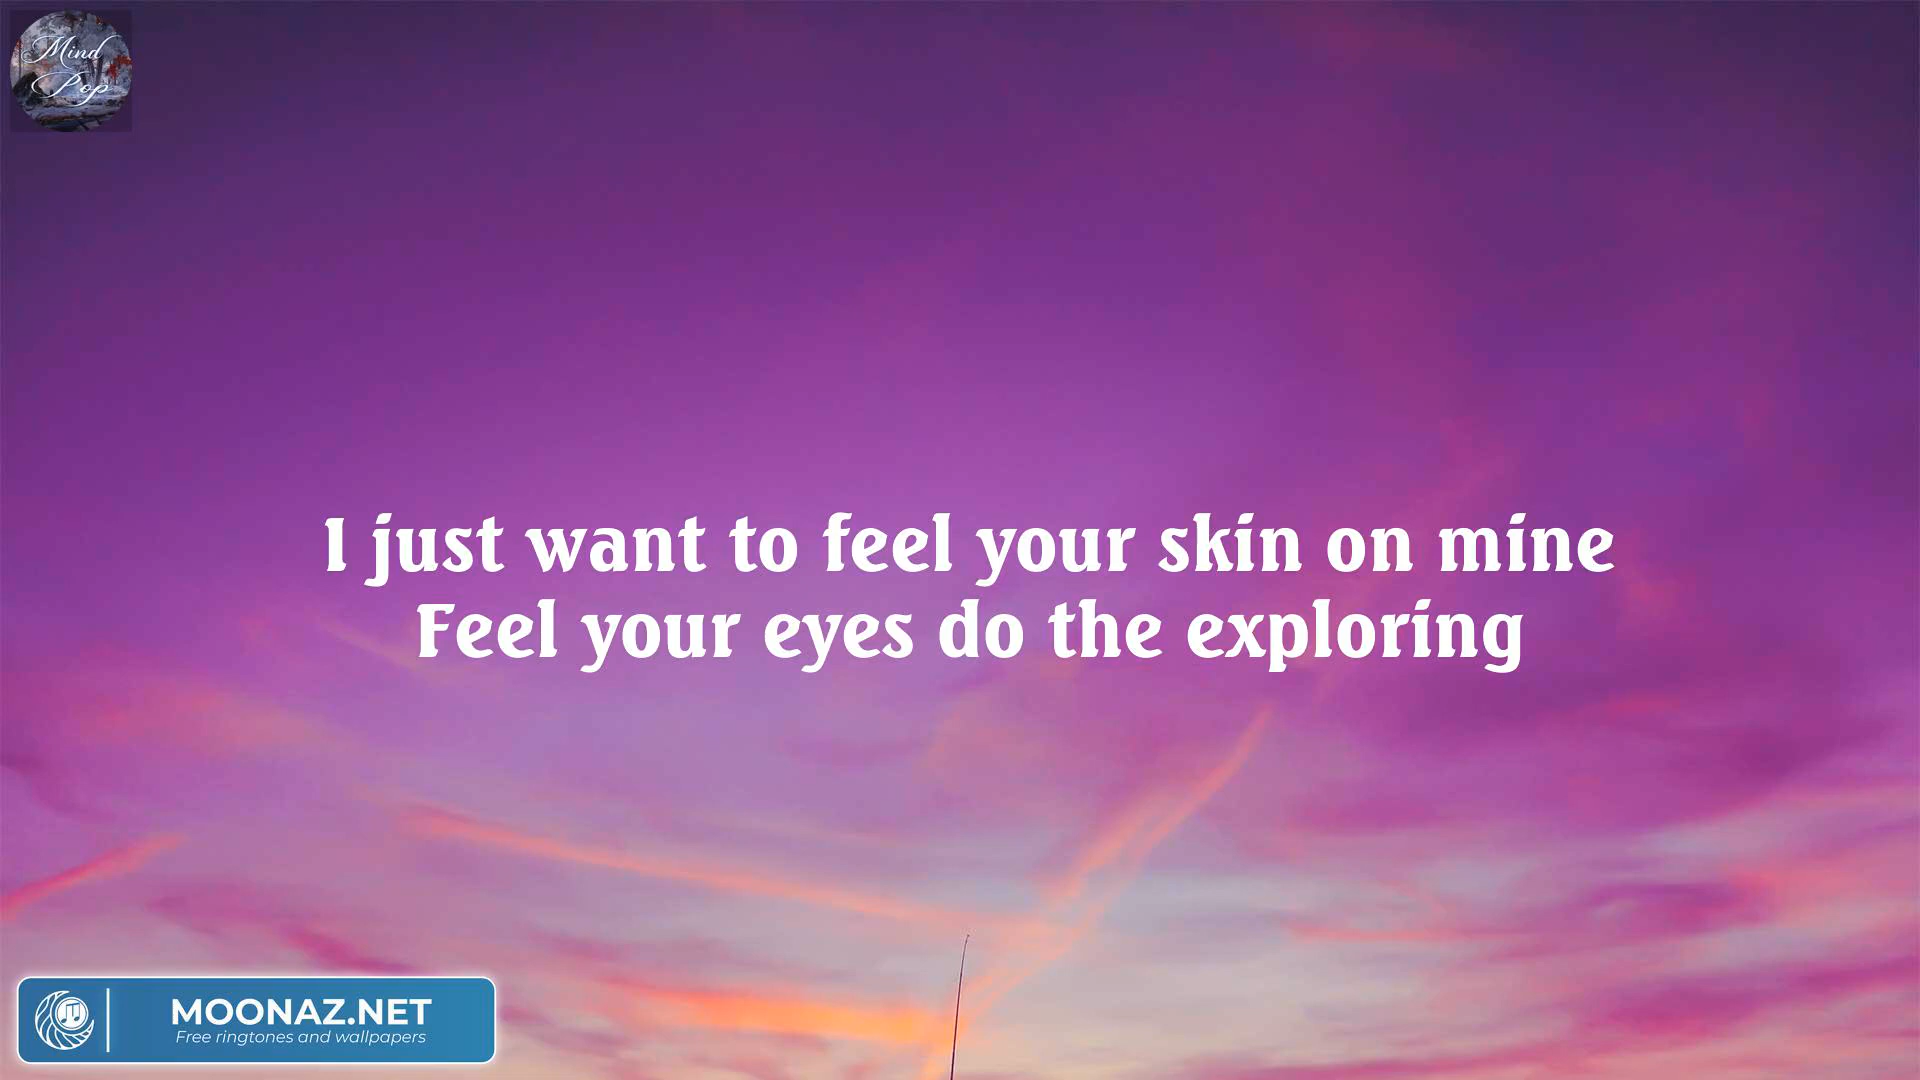 Mind
Pop
I just want to feel your skin on mine
Feel your eyes do the exploring
MOONAZ.NET
Free ringtones and wallpapers